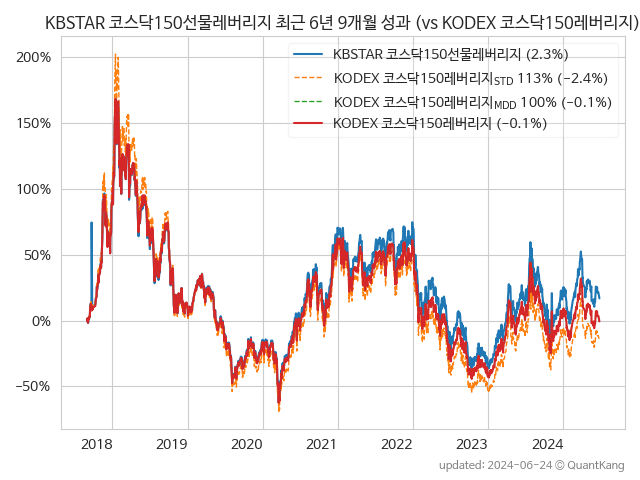 KBSTAR 코스닥150선물레버리지 최근 6년 9개월 성과 (vs KODEX 코스닥150레버리지)
KBSTAR 코스닥150선물레버리지 (2.3%)
KODEX 코스닥150레버리지STD 113% (−2.4%)
KODEX 코스닥150레버리지MDD 100% (−0.1%)
KODEX 코스닥150레버리지 (−0.1%)
200%
150%
100%
50%
0%
−50%
2018 2019 2020 2021 2022 2023 2024
updated: 2024-06-24 © QuantKang